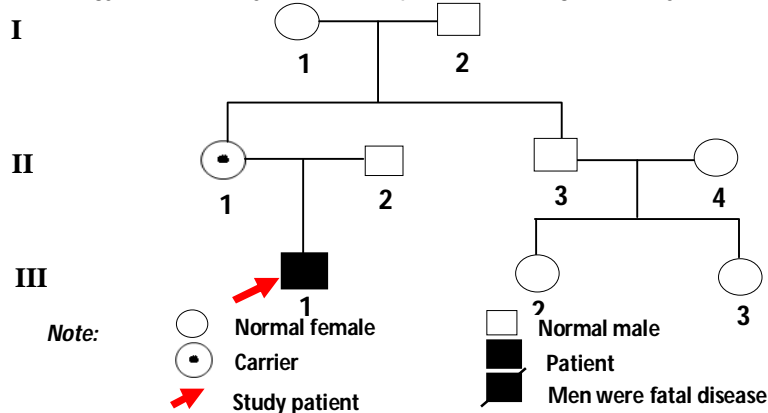 I
1 2
II
1 2 3 4
III
1 2 3
Note:
Normal female
Normal male
Carrier
Patient
Study patient
Men were fatal disease